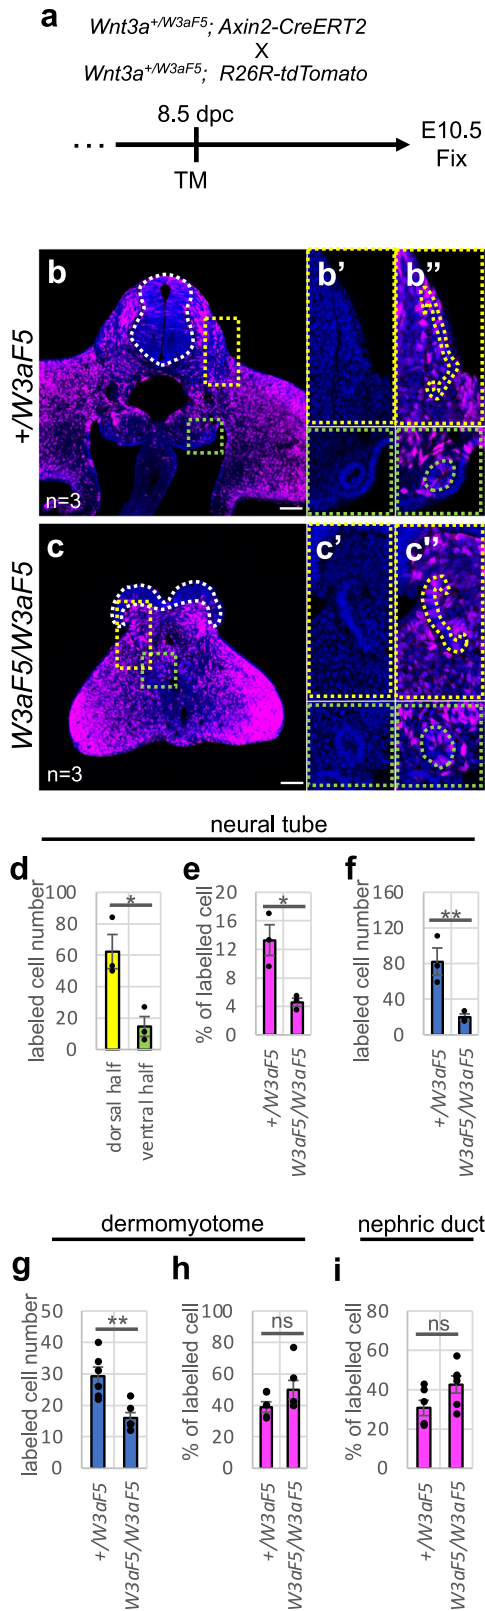 a
Wnt3a+/W3aF5; Axin2-CreERT2
X
Wnt3a+/W3aF5; R26R-tdTomato
8.5 dpc
...
TM
E10.5
Fix
b
b'
b''
+/W3aF5
n=3
c
c'
c''
W3aF5/W3aF5
n=3
neural tube
d
labeled cell number
100
80
60
40
20
0
*
dorsal half
ventral half
e
% of labelled cell
20
16
12
8
4
0
*
+/W3aF5
W3aF5/W3aF5
f
labeled cell number
160
120
80
40
0
**
+/W3aF5
W3aF5/W3aF5
dermomyotome
nephric duct
g
labeled cell number
50
40
30
20
10
0
**
+/W3aF5
W3aF5/W3aF5
h
% of labelled cell
100
80
60
40
20
0
ns
+/W3aF5
W3aF5/W3aF5
i
% of labelled cell
80
60
40
20
0
ns
+/W3aF5
W3aF5/W3aF5